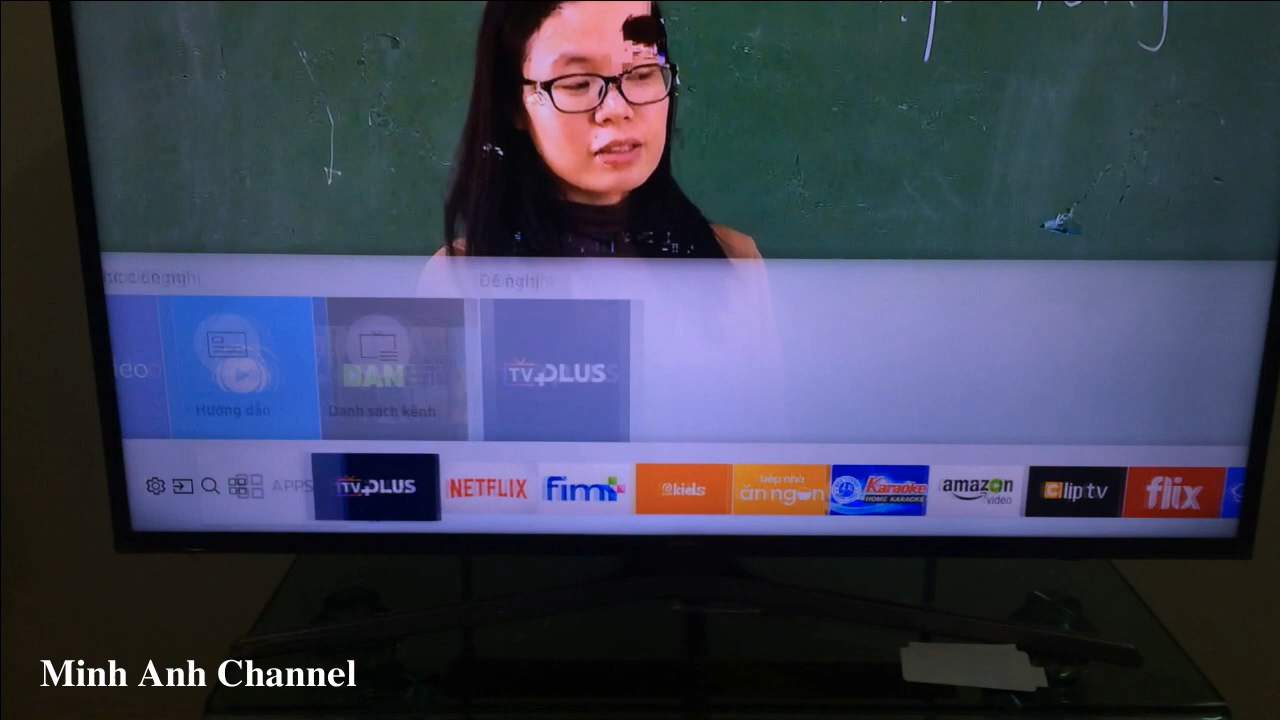 Đề nghị
Hướng dẫn
Danh sách kênh
TV PLUS
APPS
TV PLUS
NETFLIX
fim+
kids
bếp nhà
ăn ngon
Karaoke
HOME KARAOKE
amazon
video
clip tv
flix
Minh Anh Channel